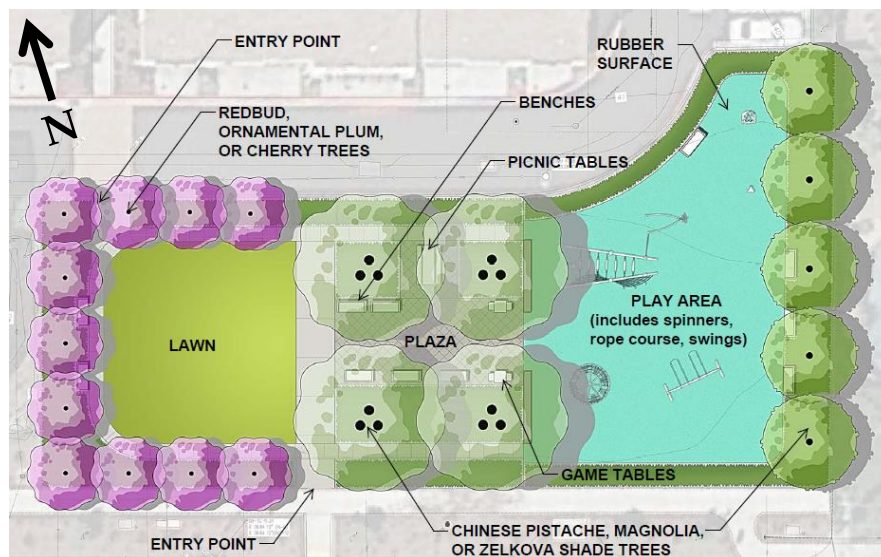 ENTRY POINT
RUBBER
SURFACE
BENCHES
REDBUD,
ORNAMENTAL PLUM,
OR CHERRY TREES
PICNIC TABLES
N
PLAY AREA
(includes spinners,
rope course, swings)
LAWN
PLAZA
GAME TABLES
CHINESE PISTACHE, MAGNOLIA,
OR ZELKOVA SHADE TREES
ENTRY POINT